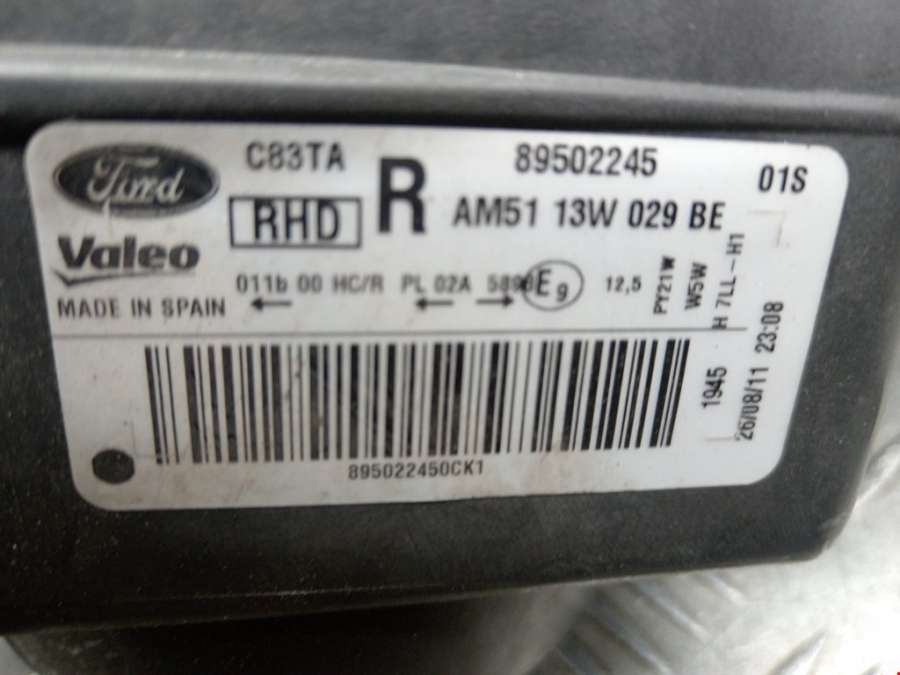 Ford
C83TA
R
89502245
01S
RHD
AM51 13W 029 BE
Valeo
011b 00 HC/R PL 02A E9 12,5
MADE IN SPAIN
PY21W
W5W
H 7LL-H1
1945
26/08/11 23:08
895022450CK1